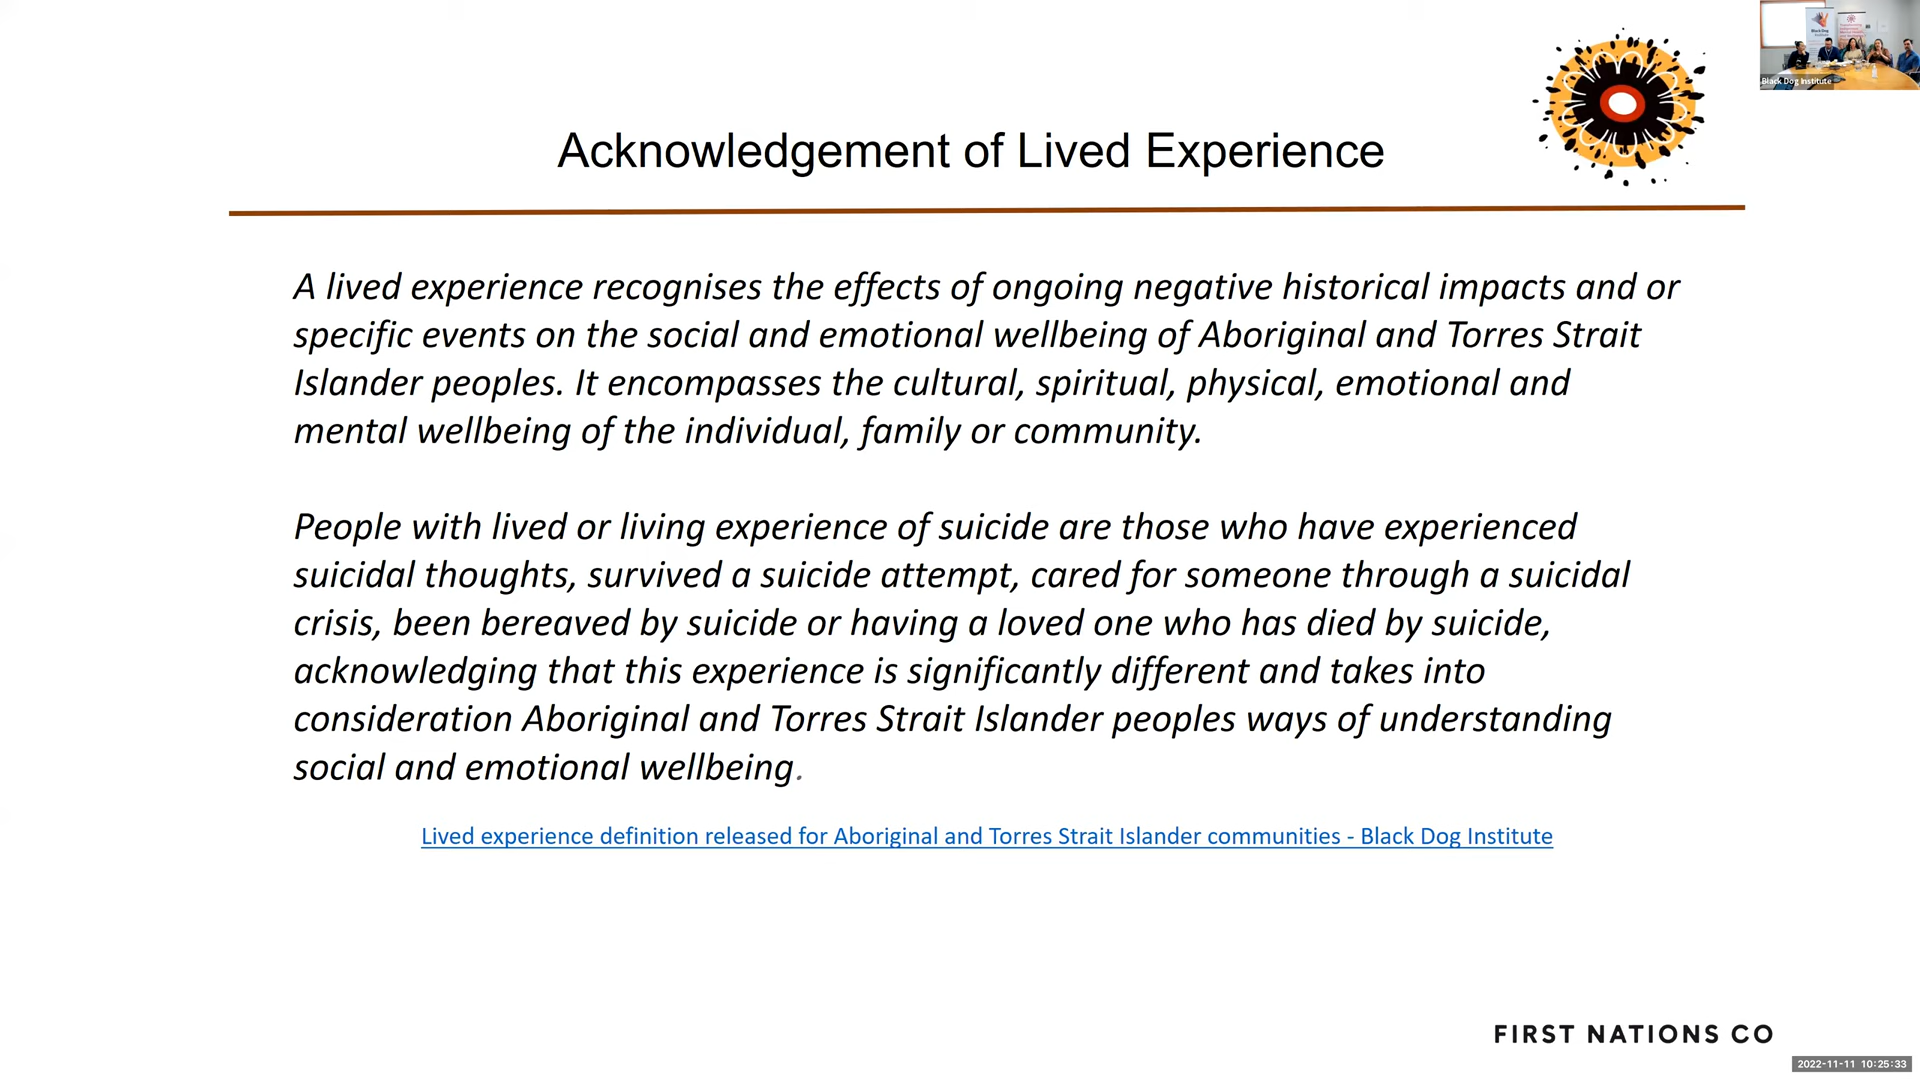 Acknowledgement of Lived Experience
A lived experience recognises the effects of ongoing negative historical impacts and or
specific events on the social and emotional wellbeing of Aboriginal and Torres Strait
Islander peoples. It encompasses the cultural, spiritual, physical, emotional and
mental wellbeing of the individual, family or community.
People with lived or living experience of suicide are those who have experienced
suicidal thoughts, survived a suicide attempt, cared for someone through a suicidal
crisis, been bereaved by suicide or having a loved one who has died by suicide,
acknowledging that this experience is significantly different and takes into
consideration Aboriginal and Torres Strait Islander peoples ways of understanding
social and emotional wellbeing.
Lived experience definition released for Aboriginal and Torres Strait Islander communities - Black Dog Institute
FIRST NATIONS CO
Black Dog Institute
2022-11-11 10:25:33